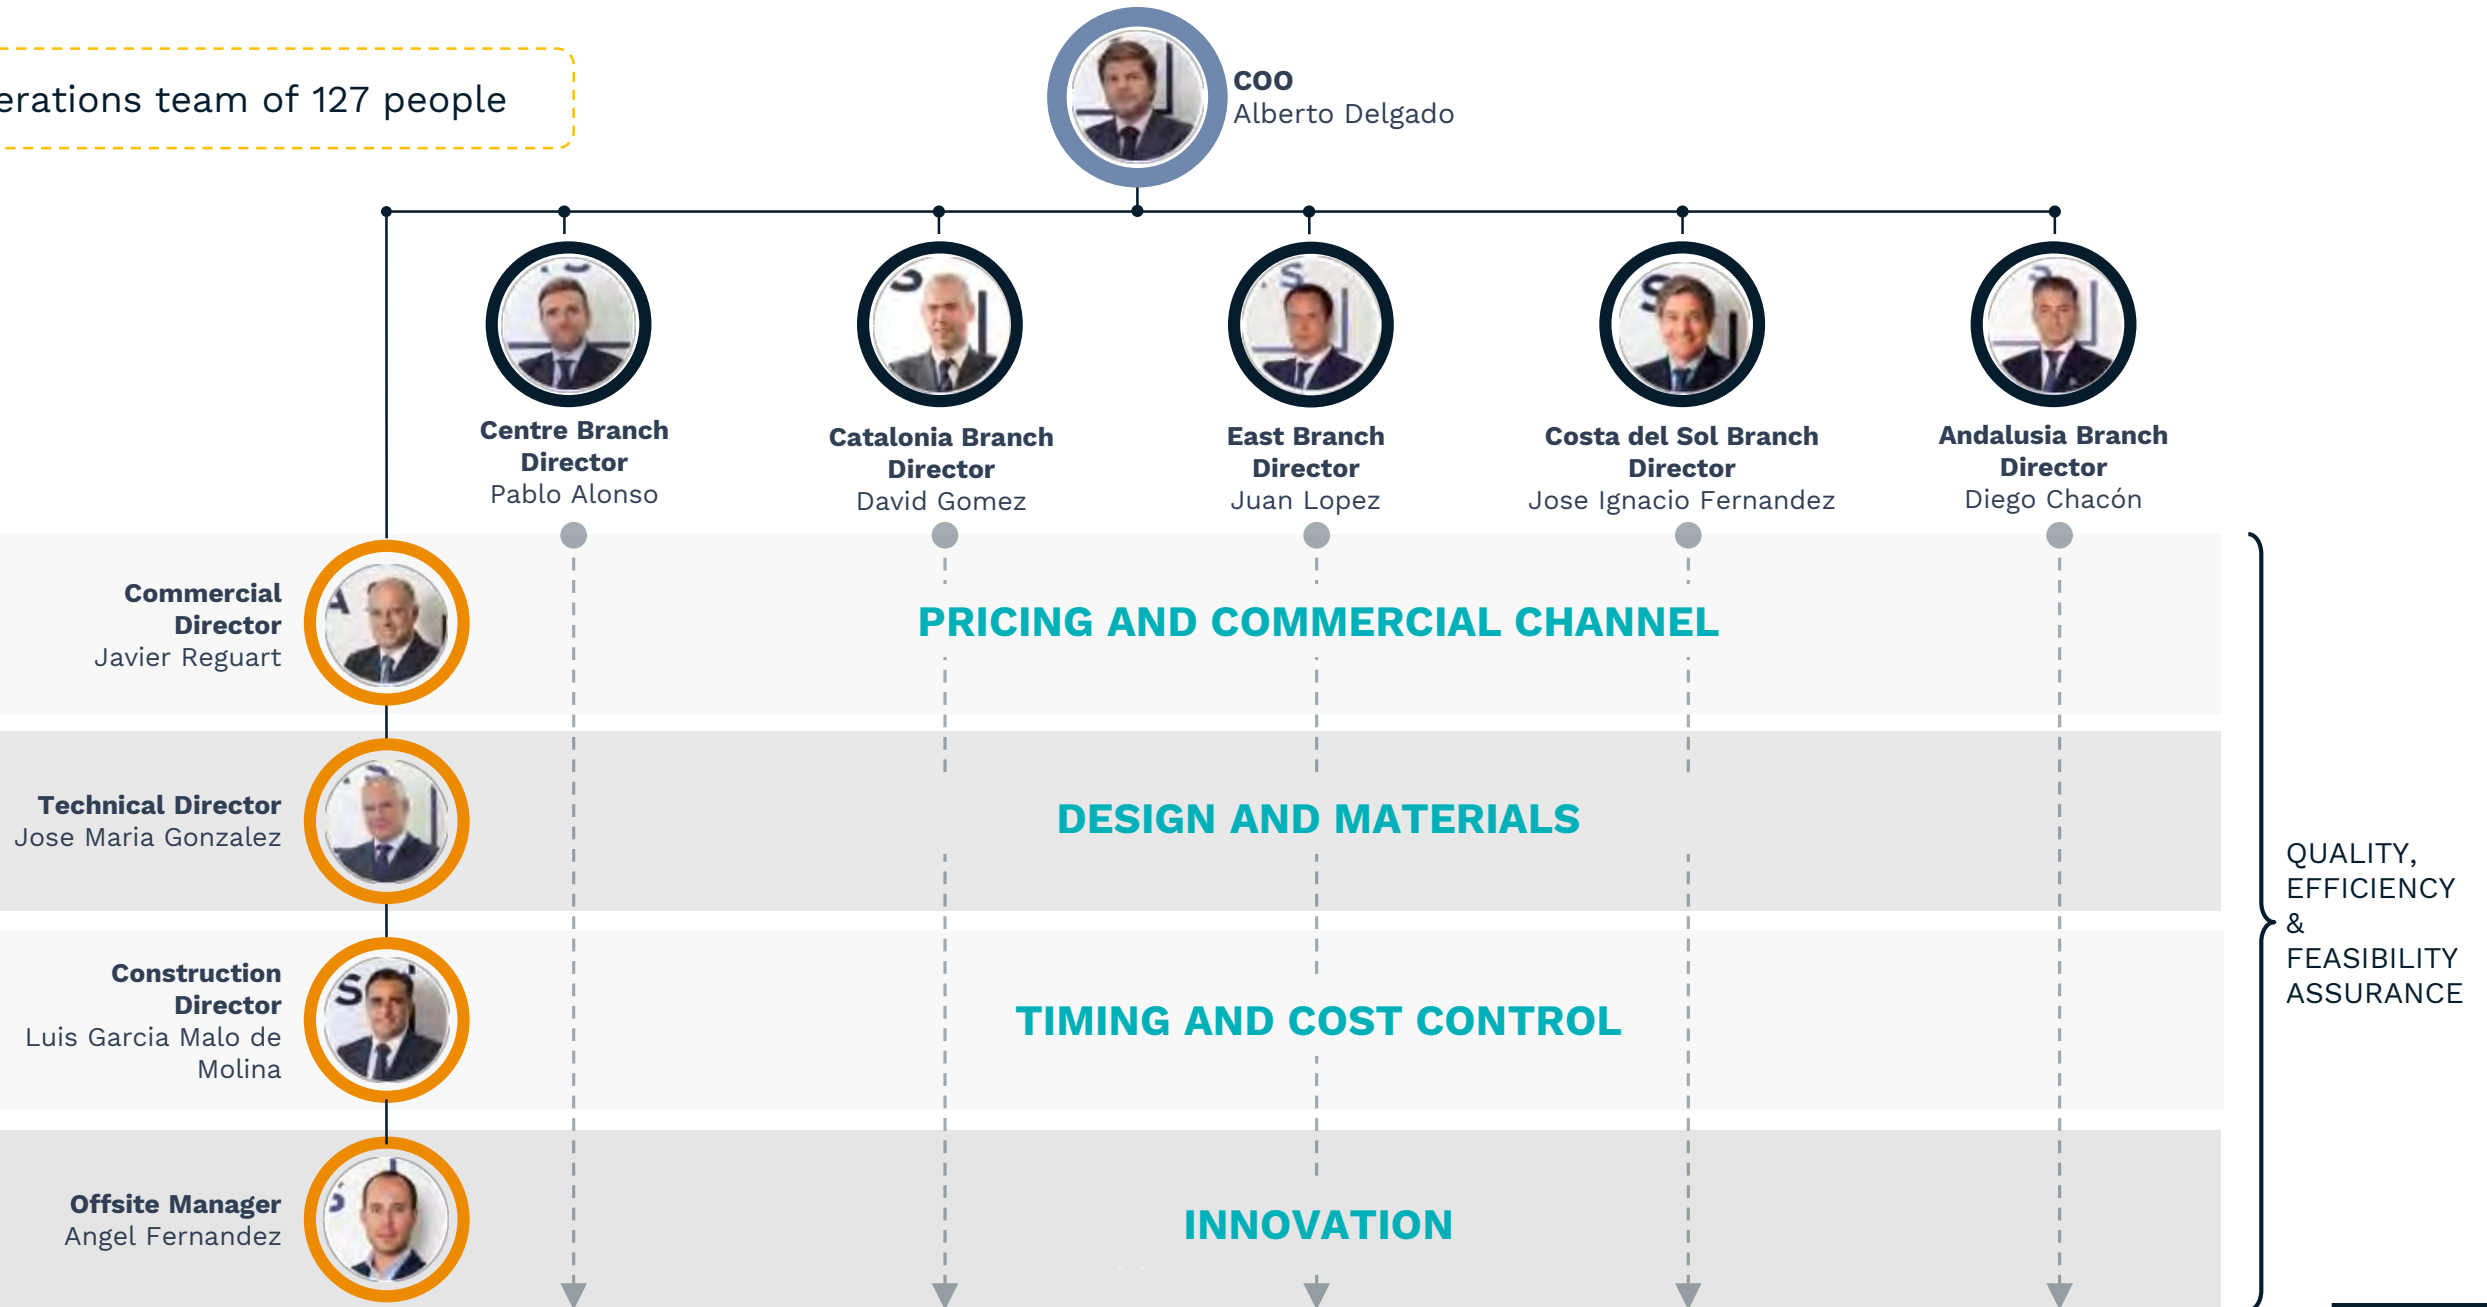 erations team of 127 people
COO
Alberto Delgado
Centre Branch
Director
Pablo Alonso
Catalonia Branch
Director
David Gomez
East Branch
Director
Juan Lopez
Costa del Sol Branch
Director
Jose Ignacio Fernandez
Andalusia Branch
Director
Diego Chacón
Commercial
Director
Javier Reguart
PRICING AND COMMERCIAL CHANNEL
Technical Director
Jose Maria Gonzalez
DESIGN AND MATERIALS
Construction
Director
Luis Garcia Malo de
Molina
TIMING AND COST CONTROL
Offsite Manager
Angel Fernandez
INNOVATION
QUALITY,
EFFICIENCY
&
FEASIBILITY
ASSURANCE